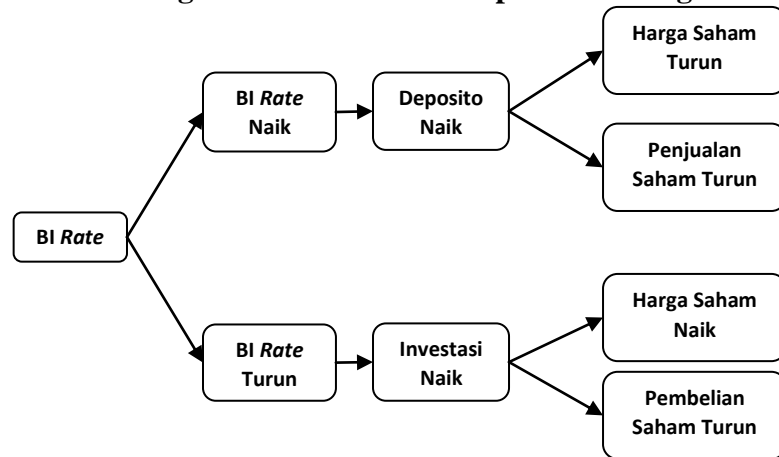 BI Rate
BI Rate
Naik
Deposito
Naik
Harga Saham
Turun
Penjualan
Saham Turun
BI Rate
Turun
Investasi
Naik
Harga Saham
Naik
Pembelian
Saham Turun